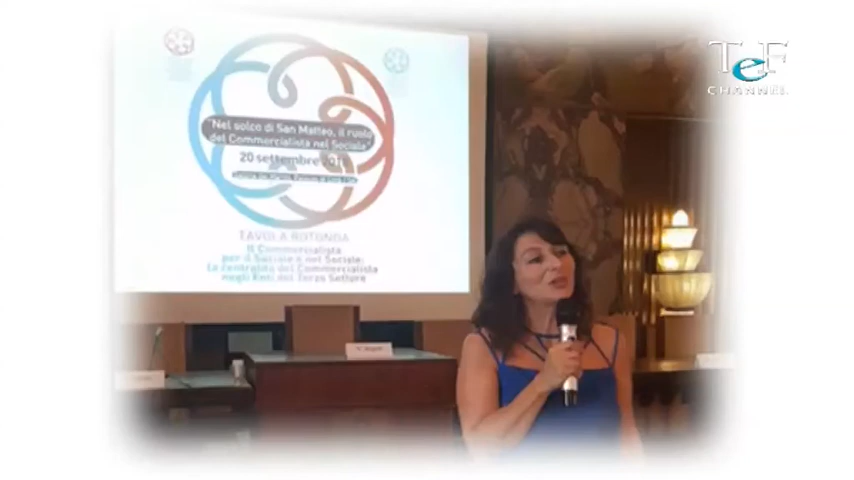 TeF
CHANNEL
"Nel solco di San Matteo, il ruolo
del Commercialista nel Sociale"
20 settembre
TAVOLA ROTONDA
Il Commercialista
per il Sociale e nel Sociale:
La centralità del Commercialista
negli Enti del Terzo Settore